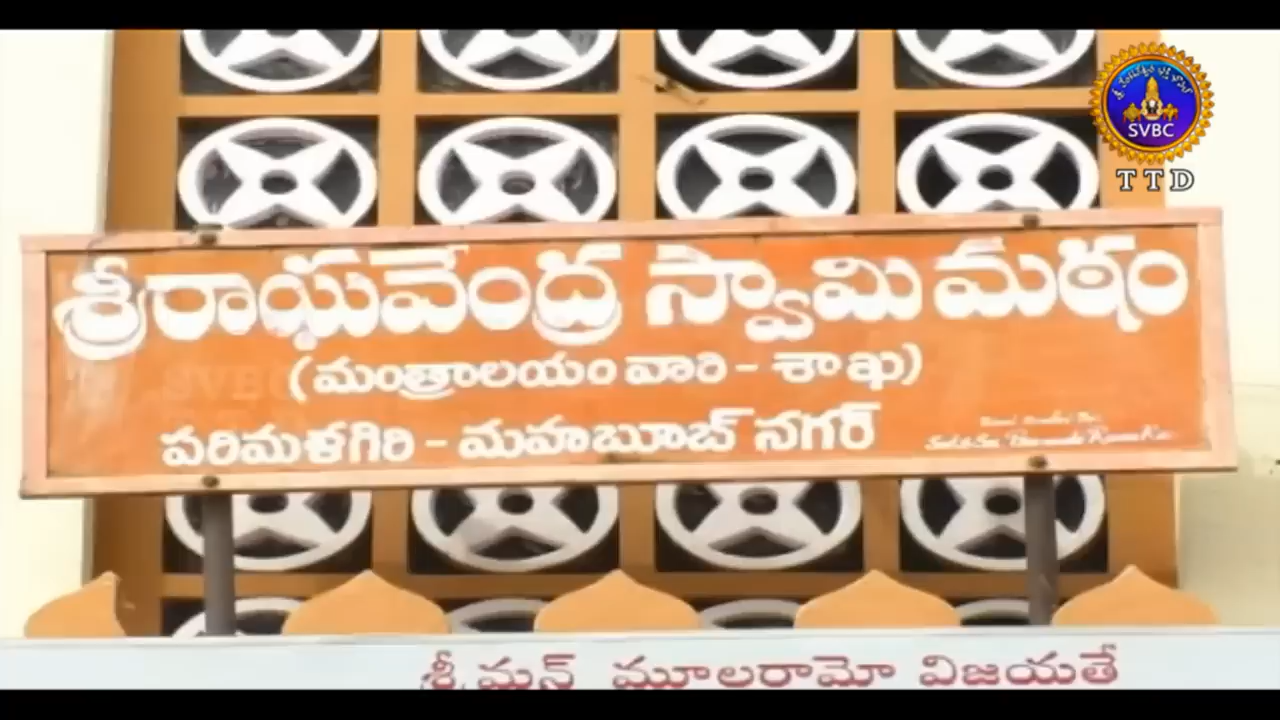 SVBC
TTD
శ్రీరాఘవేంద్ర స్వామి మఠం
(మంత్రాలయం వారి - శాఖ)
పరిమళగిరి - మహబూబ్ నగర్
శ్రీ మన్ మూలరామో విజయతే